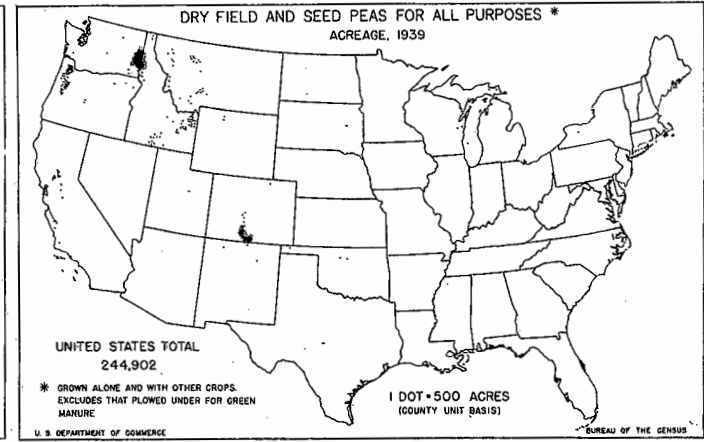 DRY FIELD AND SEED PEAS FOR ALL PURPOSES *
ACREAGE, 1939
UNITED STATES TOTAL
244,902
* GROWN ALONE AND WITH OTHER CROPS.
EXCLUDES THAT PLOWED UNDER FOR GREEN
MANURE
1 DOT=500 ACRES
(COUNTY UNIT BASIS)
U. S. DEPARTMENT OF COMMERCE
BUREAU OF THE CENSUS